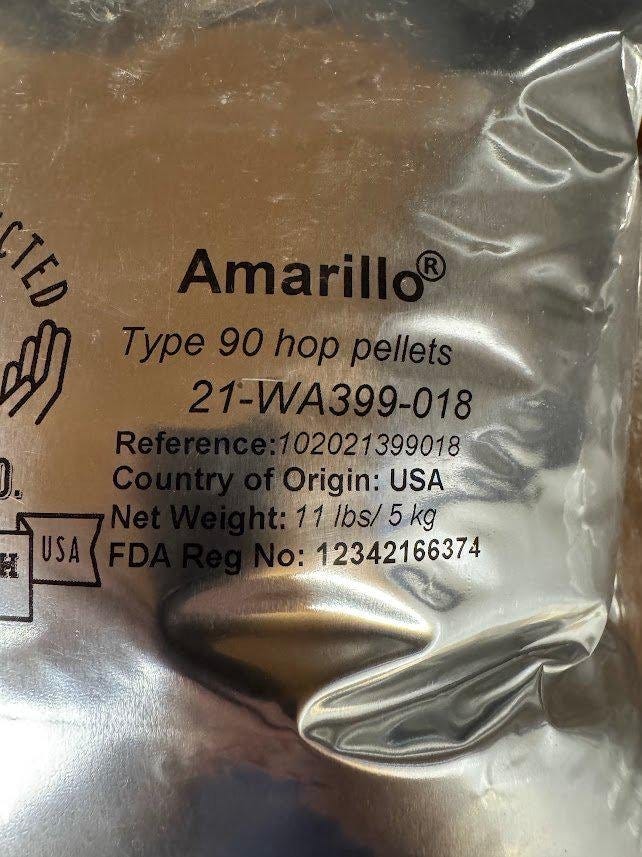 Amarillo®
Type 90 hop pellets
21-WA399-018
Reference:102021399018
Country of Origin: USA
Net Weight: 11 lbs/ 5 kg
FDA Reg No: 12342166374
USA